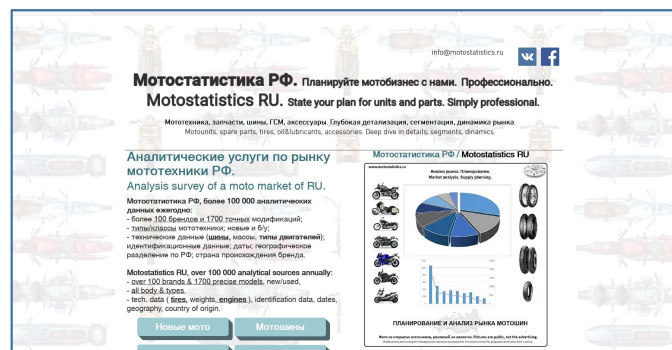 info@motostatistics.ru
Мотостатистика РФ. Планируйте мотобизнес с нами. Профессионально.
Motostatistics RU. State your plan for units and parts. Simply professional.
Мототехника, запчасти, шины, ГСМ, аксессуары. Глубокая детализация, сегментация, динамика рынка.
Motounits, spare parts, tires, oil&lubricants, accessories. Deep dive in details, segments, dinamics.
Аналитические услуги по рынку
мототехники РФ.
Analysis survey of a moto market of RU.
Мотостатистика РФ, более 100 000 аналитических
данных ежегодно:
- более 100 брендов и 1700 точных модификаций;
- типы/классы мототехники; новые и б/у;
- технические данные (шины, массы, типы двигателей);
идентификационные данные; даты; географическое
разделение по РФ; страна происхождения бренда.
Motostatistics RU, over 100 000 analytical sources annually:
- over 100 brands & 1700 precise models, new/used,
- all body & types,
- tech. data ( tires, weights, engines ), identification data, dates,
geography, country of origin.
Новые мото
Мотошины
Мотостатистика РФ / Motostatistics RU
www.motostatistics.ru
Анализ рынка. Планирование.
Market analysis. Supply planning.
ПЛАНИРОВАНИЕ И АНАЛИЗ РЫНКА МОТОШИН